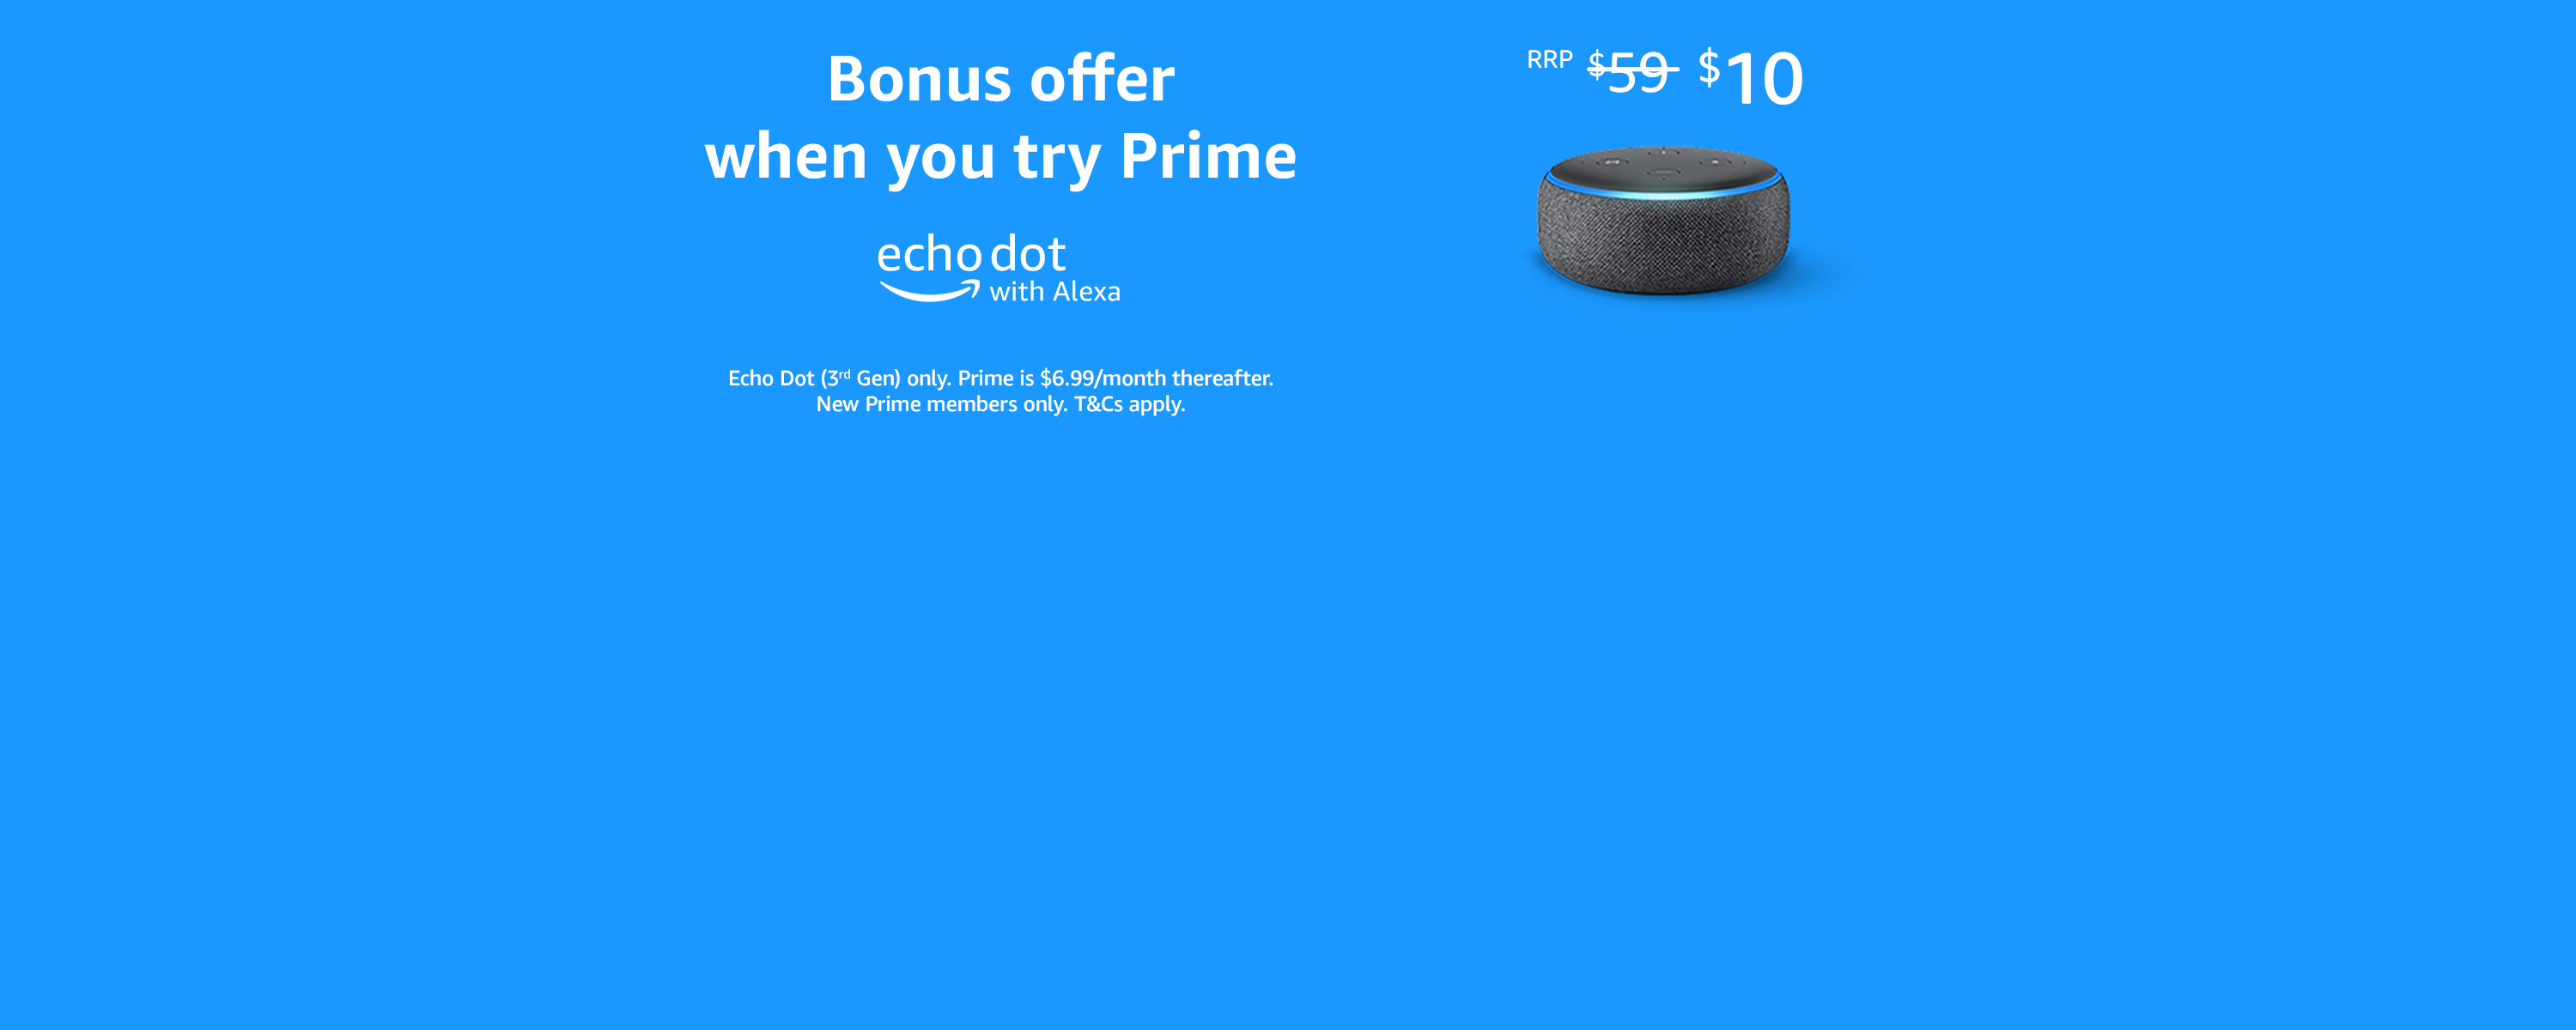 Bonus offer
when you try Prime
echo dot
with Alexa
Echo Dot (3rd Gen) only. Prime is $6.99/month thereafter.
New Prime members only. T&Cs apply.
RRP $59 $10